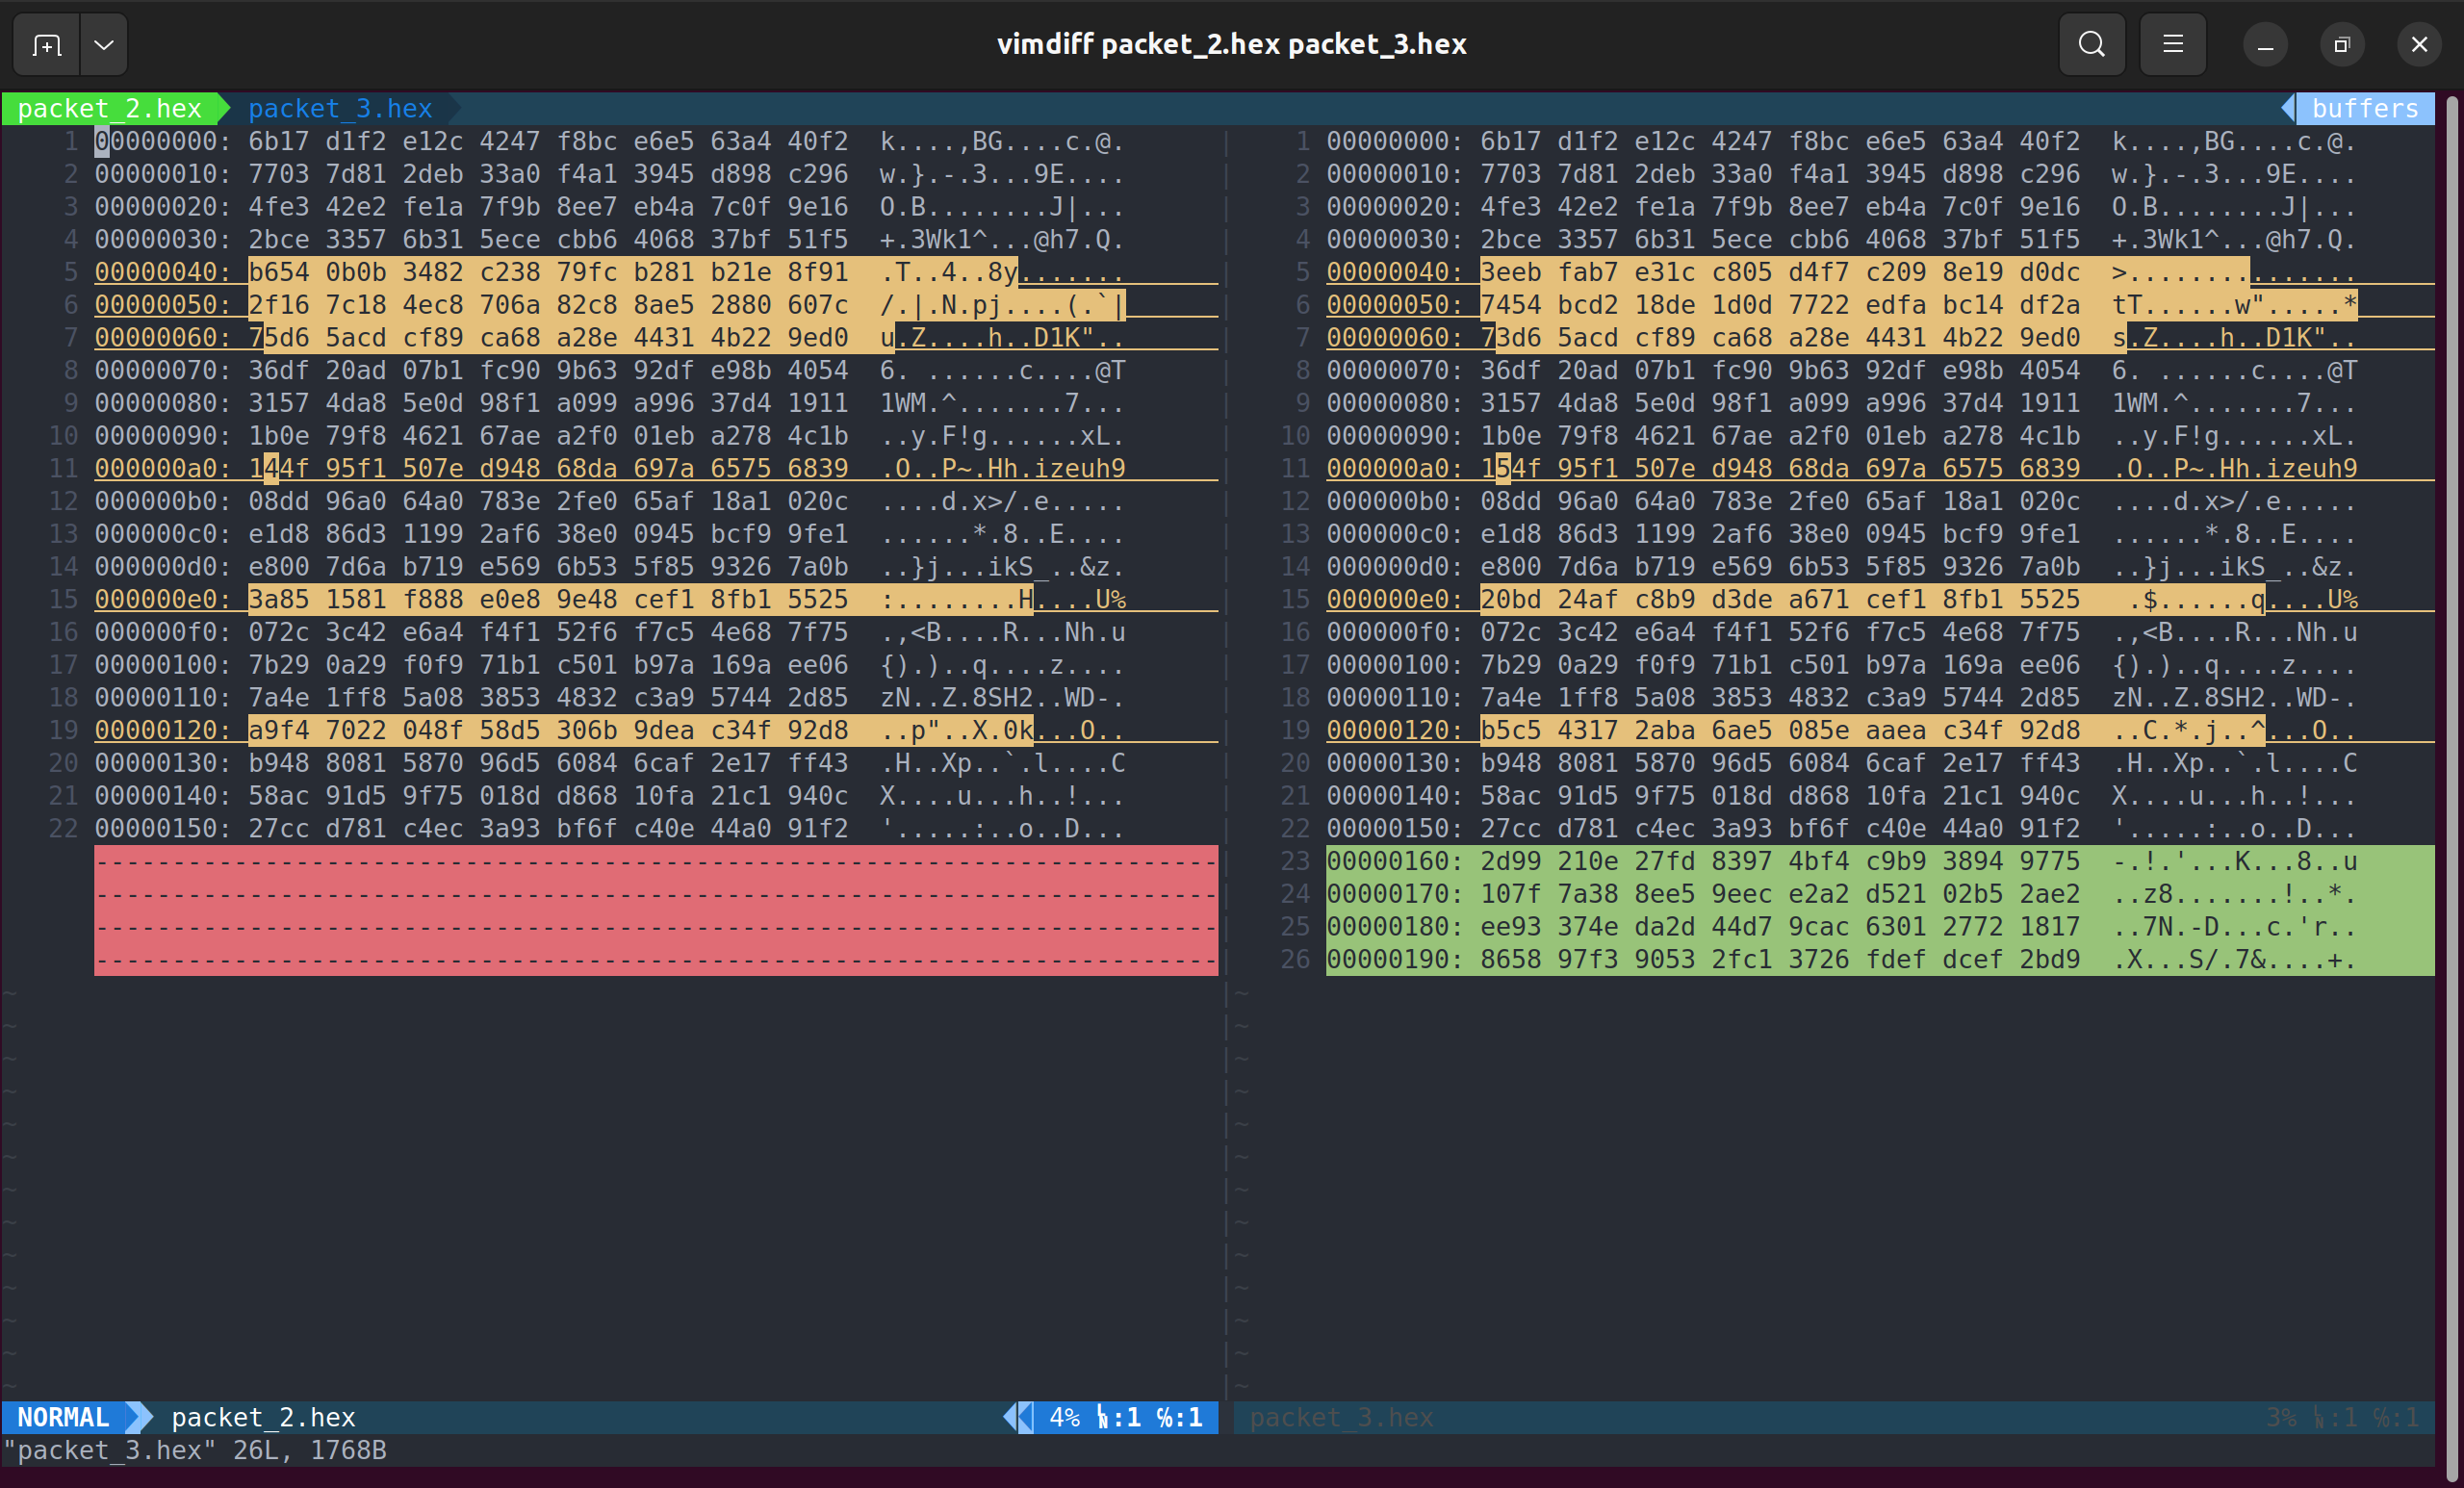 vimdiff packet_2.hex packet_3.hex
packet_2.hex packet_3.hex buffers
1 00000000: 6b17 d1f2 e12c 4247 f8bc e6e5 63a4 40f2 k....,BG....c.@.
2 00000010: 7703 7d81 2deb 33a0 f4a1 3945 d898 c296 w.}.-.3...9E....
3 00000020: 4fe3 42e2 fe1a 7f9b 8ee7 eb4a 7c0f 9e16 O.B........J|...
4 00000030: 2bce 3357 6b31 5ece cbb6 4068 37bf 51f5 +.3Wk1^...@h7.Q.
5 00000040: b654 0b0b 3482 c238 79fc b281 b21e 8f91 .T..4..8y.......
6 00000050: 2f16 7c18 4ec8 706a 82c8 8ae5 2880 607c /.|.N.pj....(.`|
7 00000060: 75d6 5acd cf89 ca68 a28e 4431 4b22 9ed0 u.Z....h..D1K"..
8 00000070: 36df 20ad 07b1 fc90 9b63 92df e98b 4054 6. ......c....@T
9 00000080: 3157 4da8 5e0d 98f1 a099 a996 37d4 1911 1WM.^.......7...
10 00000090: 1b0e 79f8 4621 67ae a2f0 01eb a278 4c1b ..y.F!g......xL.
11 000000a0: 144f 95f1 507e d948 68da 697a 6575 6839 .O..P~.Hh.izeuh9
12 000000b0: 08dd 96a0 64a0 783e 2fe0 65af 18a1 020c ....d.x>/.e.....
13 000000c0: e1d8 86d3 1199 2af6 38e0 0945 bcf9 9fe1 ......*.8..E....
14 000000d0: e800 7d6a b719 e569 6b53 5f85 9326 7a0b ..}j...ikS_..&z.
15 000000e0: 3a85 1581 f888 e0e8 9e48 cef1 8fb1 5525 :........H....U%
16 000000f0: 072c 3c42 e6a4 f4f1 52f6 f7c5 4e68 7f75 .,<B....R...Nh.u
17 00000100: 7b29 0a29 f0f9 71b1 c501 b97a 169a ee06 {).)..q....z....
18 00000110: 7a4e 1ff8 5a08 3853 4832 c3a9 5744 2d85 zN..Z.8SH2..WD-.
19 00000120: a9f4 7022 048f 58d5 306b 9dea c34f 92d8 ..p"..X.0k...O..
20 00000130: b948 8081 5870 96d5 6084 6caf 2e17 ff43 .H..Xp..`.l....C
21 00000140: 58ac 91d5 9f75 018d d868 10fa 21c1 940c X....u...h..!...
22 00000150: 27cc d781 c4ec 3a93 bf6f c40e 44a0 91f2 '.....:..o..D...
1 00000000: 6b17 d1f2 e12c 4247 f8bc e6e5 63a4 40f2 k....,BG....c.@.
2 00000010: 7703 7d81 2deb 33a0 f4a1 3945 d898 c296 w.}.-.3...9E....
3 00000020: 4fe3 42e2 fe1a 7f9b 8ee7 eb4a 7c0f 9e16 O.B........J|...
4 00000030: 2bce 3357 6b31 5ece cbb6 4068 37bf 51f5 +.3Wk1^...@h7.Q.
5 00000040: 3eeb fab7 e31c c805 d4f7 c209 8e19 d0dc >...............
6 00000050: 7454 bcd2 18de 1d0d 7722 edfa bc14 df2a tT......w".....*
7 00000060: 73d6 5acd cf89 ca68 a28e 4431 4b22 9ed0 s.Z....h..D1K"..
8 00000070: 36df 20ad 07b1 fc90 9b63 92df e98b 4054 6. ......c....@T
9 00000080: 3157 4da8 5e0d 98f1 a099 a996 37d4 1911 1WM.^.......7...
10 00000090: 1b0e 79f8 4621 67ae a2f0 01eb a278 4c1b ..y.F!g......xL.
11 000000a0: 154f 95f1 507e d948 68da 697a 6575 6839 .O..P~.Hh.izeuh9
12 000000b0: 08dd 96a0 64a0 783e 2fe0 65af 18a1 020c ....d.x>/.e.....
13 000000c0: e1d8 86d3 1199 2af6 38e0 0945 bcf9 9fe1 ......*.8..E....
14 000000d0: e800 7d6a b719 e569 6b53 5f85 9326 7a0b ..}j...ikS_..&z.
15 000000e0: 20bd 24af c8b9 d3de a671 cef1 8fb1 5525  .$......q....U%
16 000000f0: 072c 3c42 e6a4 f4f1 52f6 f7c5 4e68 7f75 .,<B....R...Nh.u
17 00000100: 7b29 0a29 f0f9 71b1 c501 b97a 169a ee06 {).)..q....z....
18 00000110: 7a4e 1ff8 5a08 3853 4832 c3a9 5744 2d85 zN..Z.8SH2..WD-.
19 00000120: b5c5 4317 2aba 6ae5 085e aaea c34f 92d8 ..C.*.j..^...O..
20 00000130: b948 8081 5870 96d5 6084 6caf 2e17 ff43 .H..Xp..`.l....C
21 00000140: 58ac 91d5 9f75 018d d868 10fa 21c1 940c X....u...h..!...
22 00000150: 27cc d781 c4ec 3a93 bf6f c40e 44a0 91f2 '.....:..o..D...
23 00000160: 2d99 210e 27fd 8397 4bf4 c9b9 3894 9775 -.!.'...K...8..u
24 00000170: 107f 7a38 8ee5 9eec e2a2 d521 02b5 2ae2 ..z8.......!..*.
25 00000180: ee93 374e da2d 44d7 9cac 6301 2772 1817 ..7N.-D...c.'r..
26 00000190: 8658 97f3 9053 2fc1 3726 fdef dcef 2bd9 .X...S/.7&....+.
NORMAL packet_2.hex 4% ␤:1 ℅:1
packet_3.hex 3% ␤:1 ℅:1
"packet_3.hex" 26L, 1768B